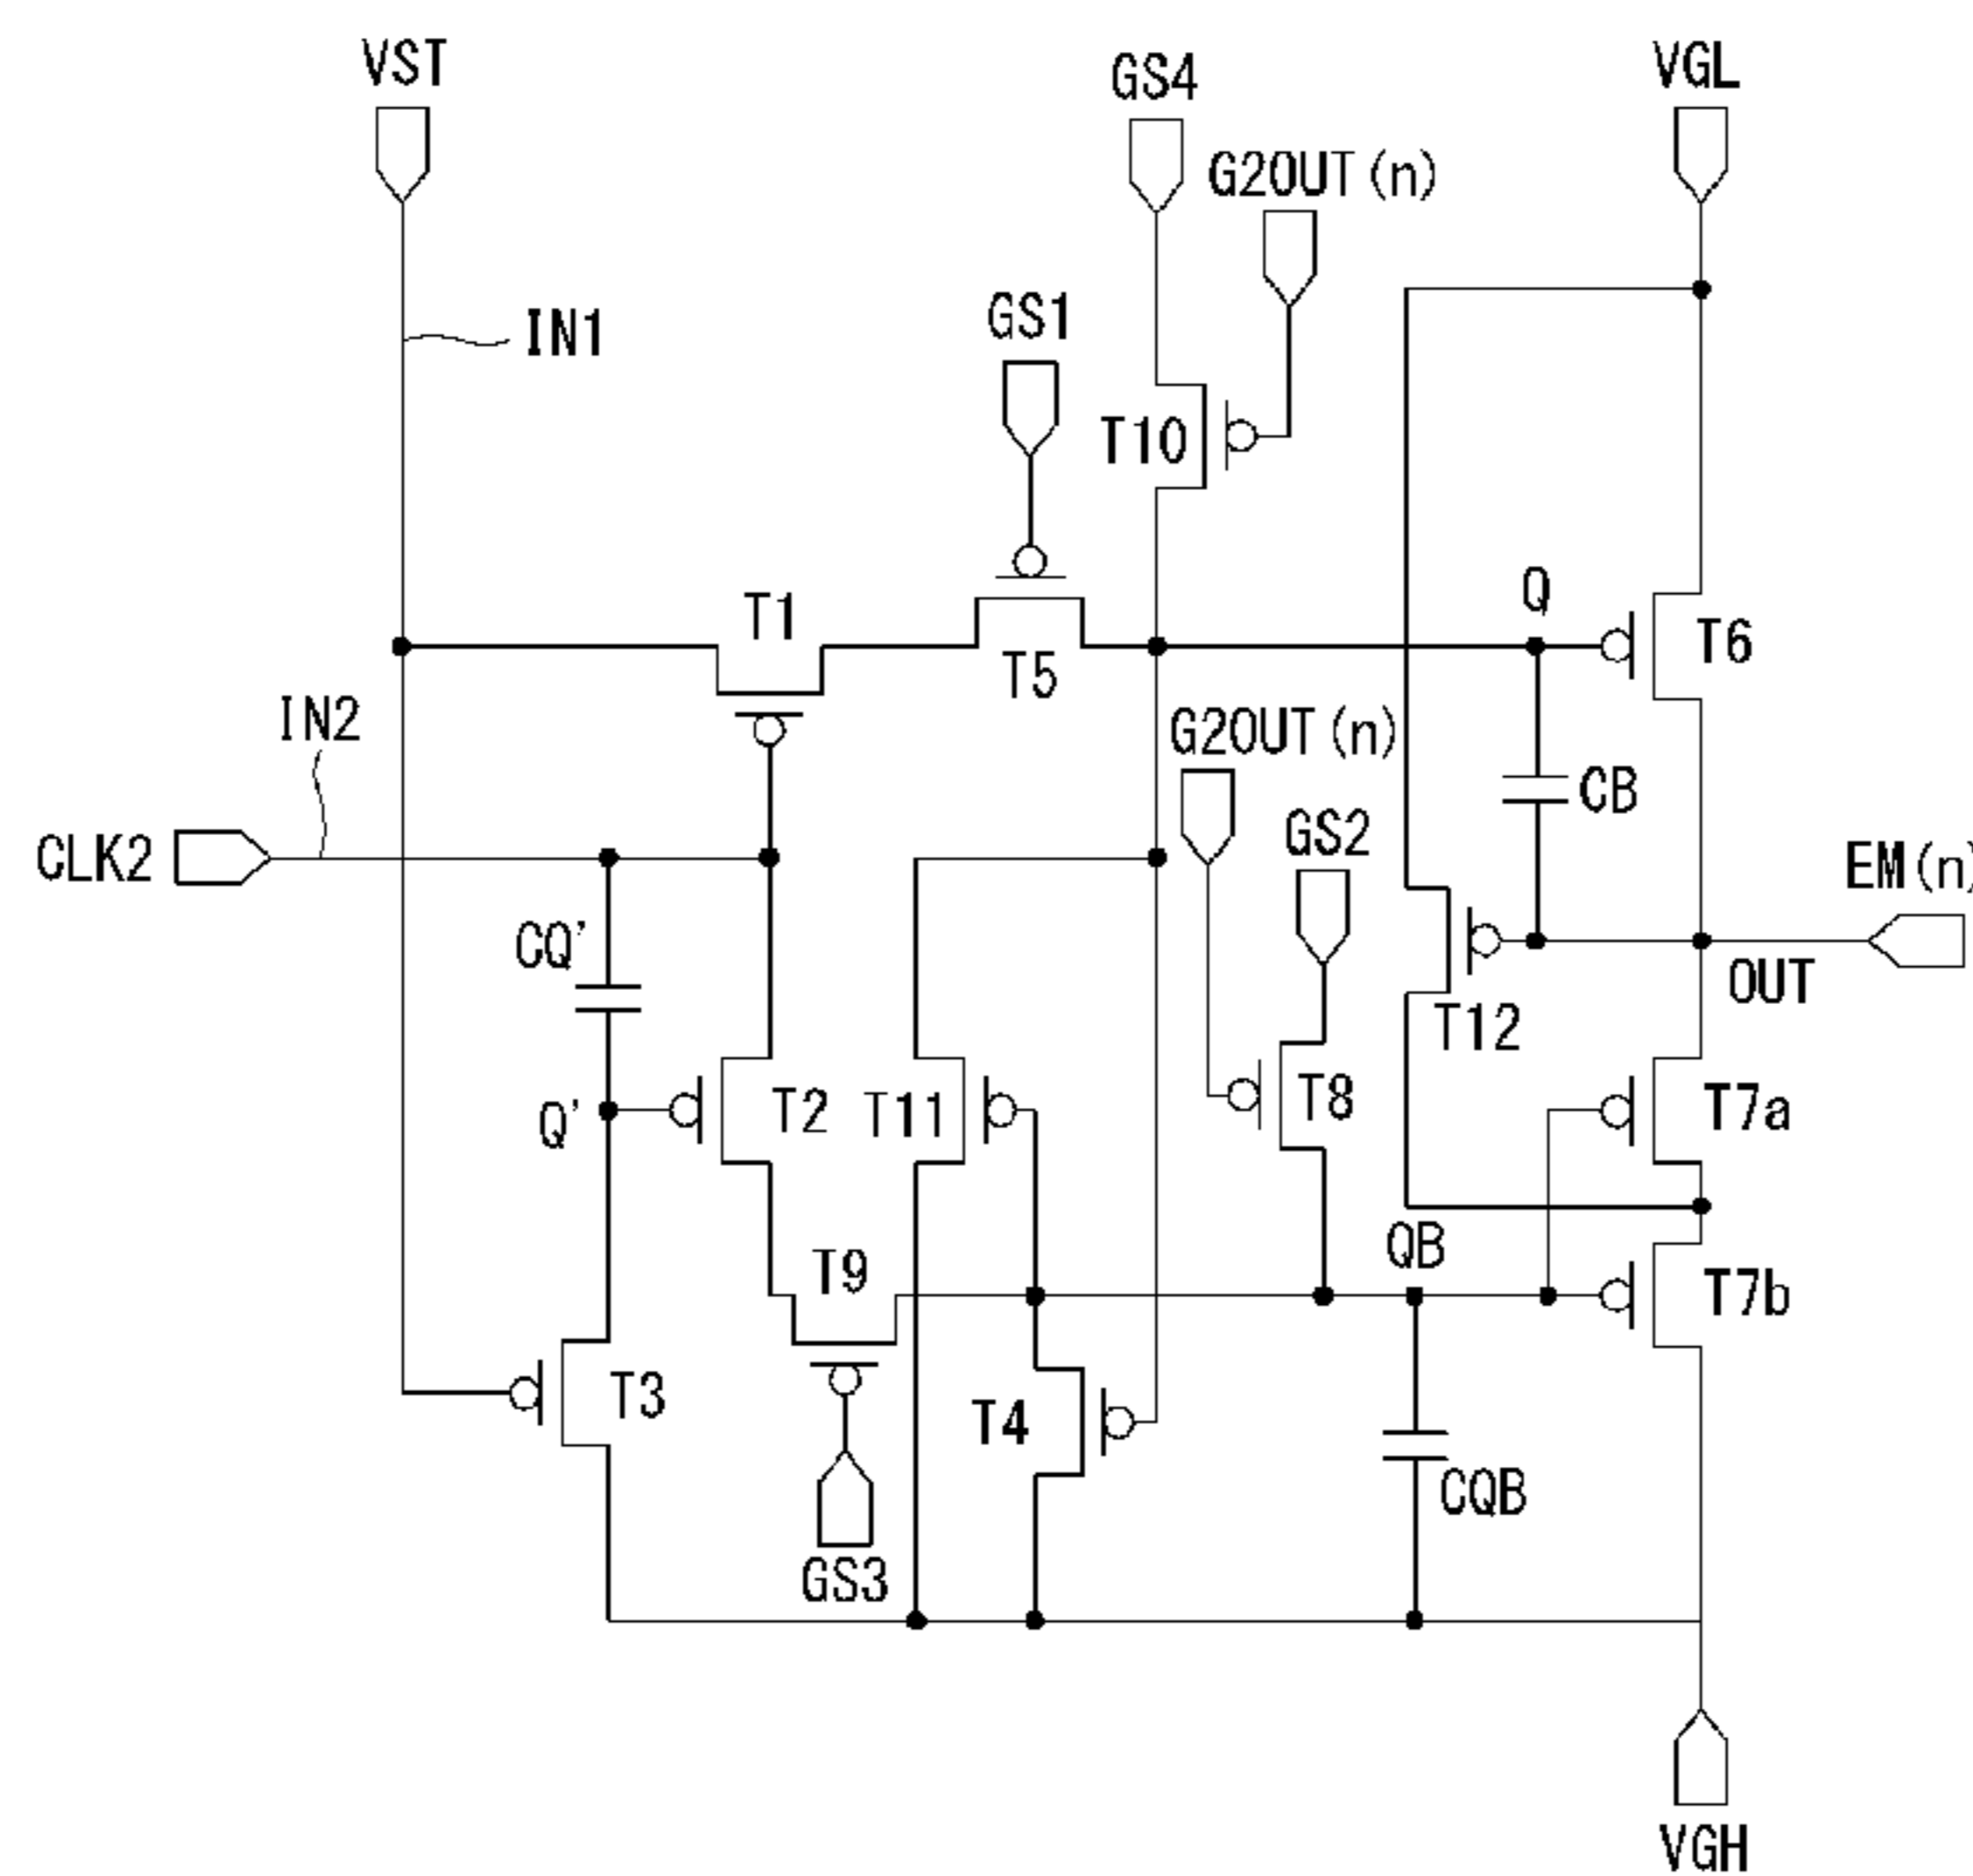 VST
GS4
VGL
G2OUT(n)
GS1
IN1
T10
Q
T1
T6
T5
IN2
G2OUT(n)
CB
GS2
CLK2
EM(n)
CQ'
OUT
T12
Q'
T2
T11
T8
T7a
QB
T9
T7b
T3
T4
CQB
GS3
VGH